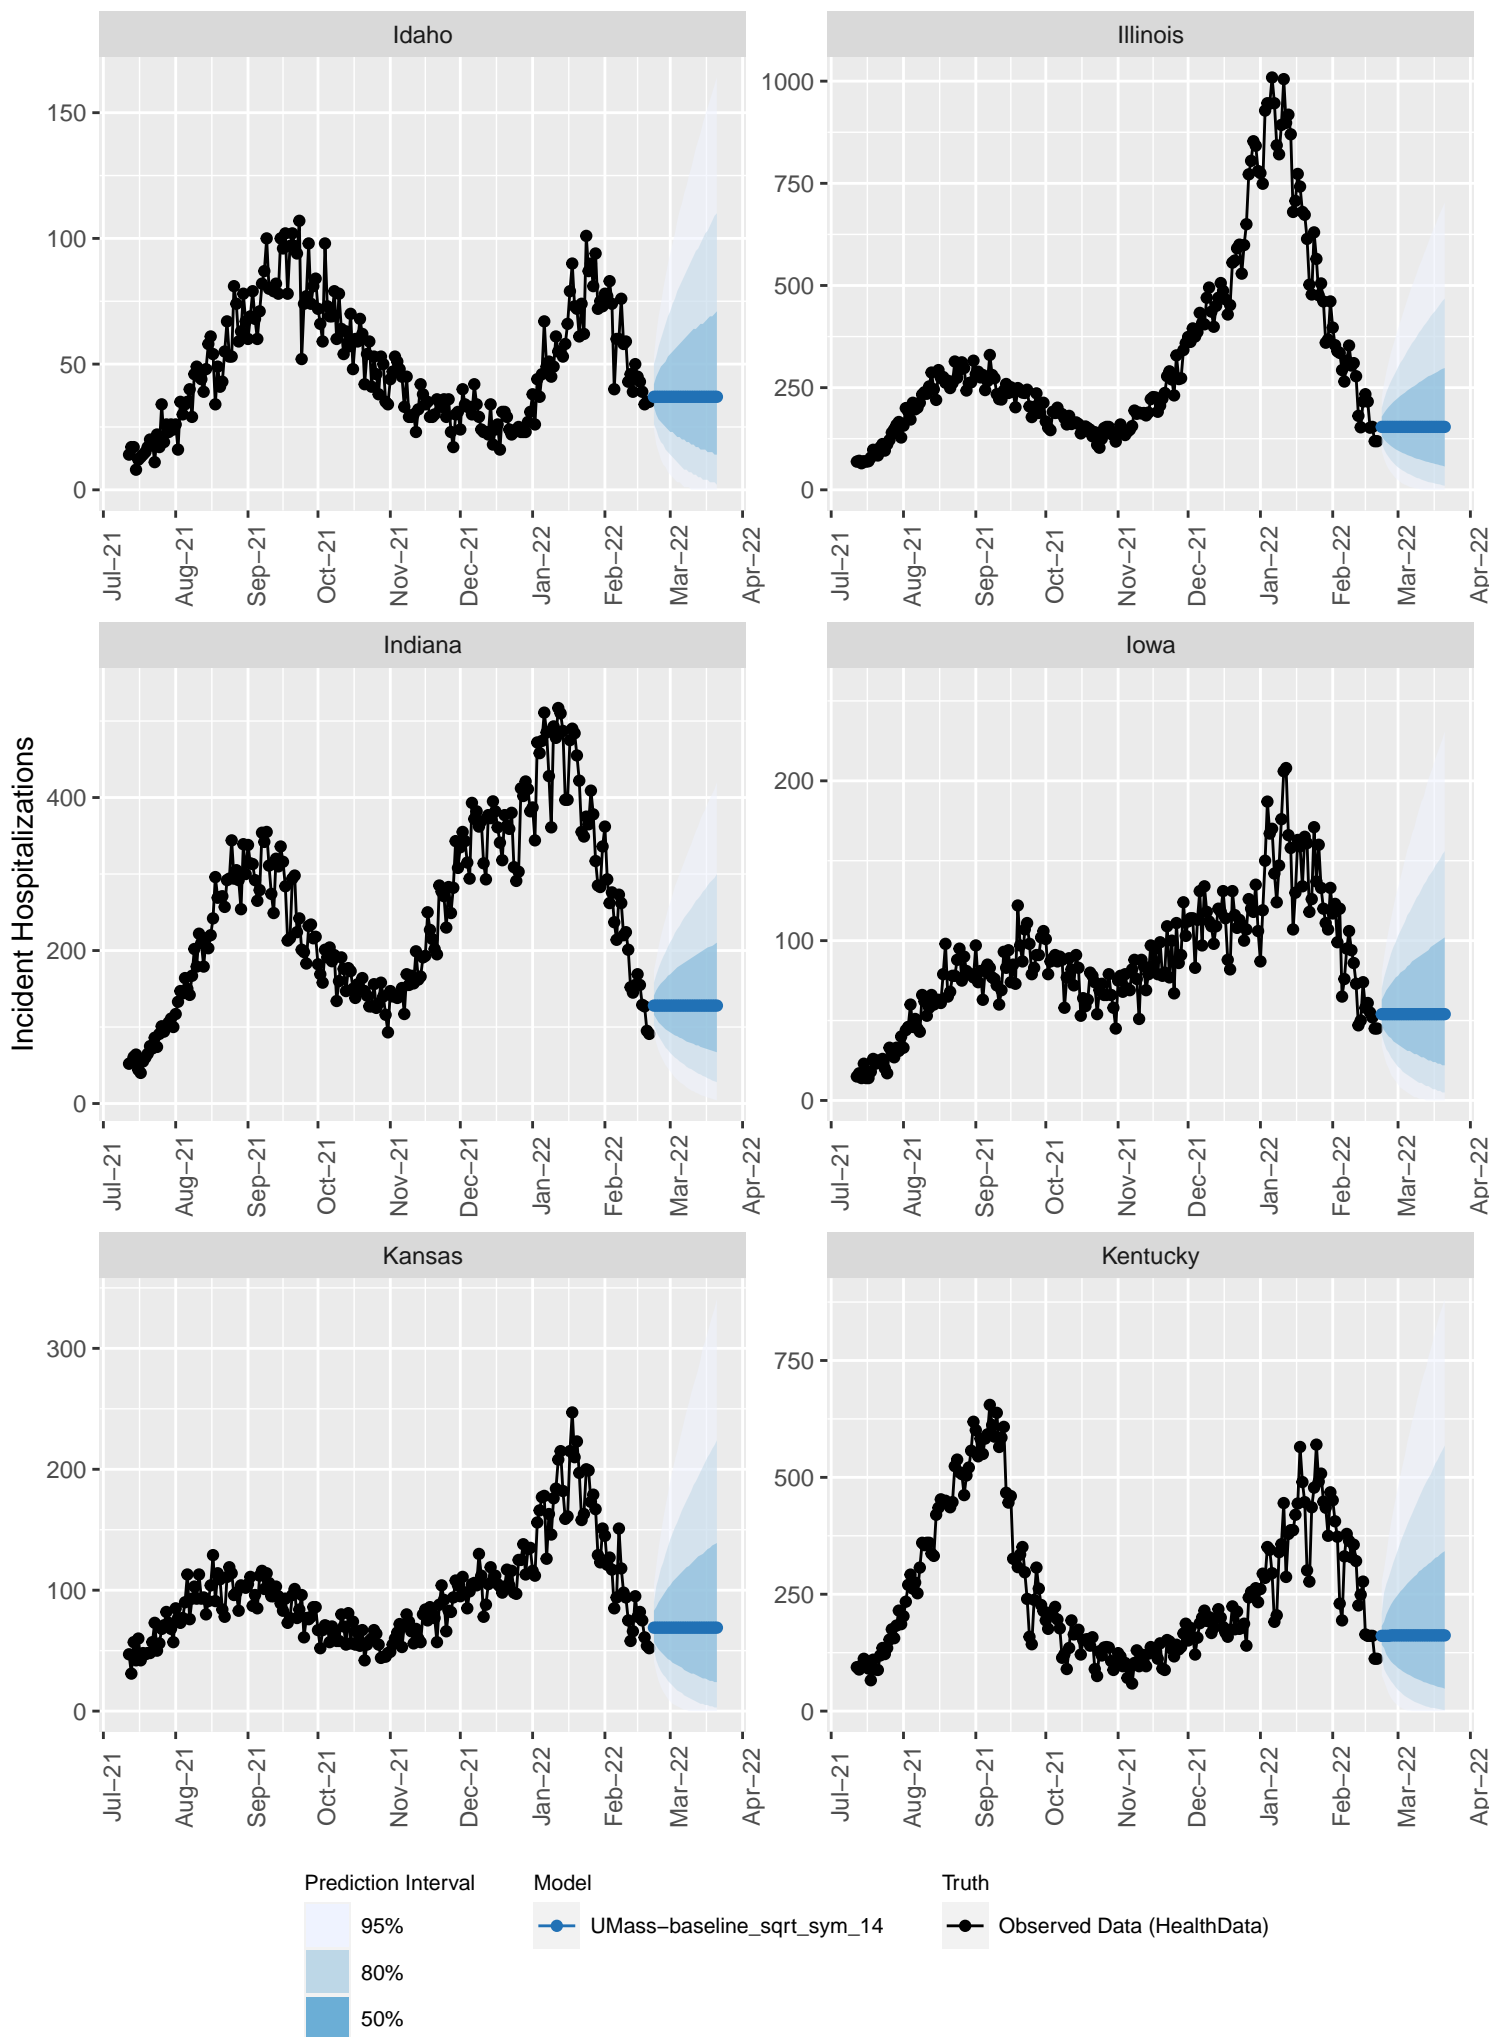 Idaho
Illinois
150
100
50
0
1000
750
500
250
0
Jul−21
Aug−21
Sep−21
Oct−21
Nov−21
Dec−21
Jan−22
Feb−22
Mar−22
Apr−22
Jul−21
Aug−21
Sep−21
Oct−21
Nov−21
Dec−21
Jan−22
Feb−22
Mar−22
Apr−22
Incident Hospitalizations
Indiana
Iowa
400
200
0
200
100
0
Jul−21
Aug−21
Sep−21
Oct−21
Nov−21
Dec−21
Jan−22
Feb−22
Mar−22
Apr−22
Jul−21
Aug−21
Sep−21
Oct−21
Nov−21
Dec−21
Jan−22
Feb−22
Mar−22
Apr−22
Kansas
Kentucky
300
200
100
0
750
500
250
0
Jul−21
Aug−21
Sep−21
Oct−21
Nov−21
Dec−21
Jan−22
Feb−22
Mar−22
Apr−22
Jul−21
Aug−21
Sep−21
Oct−21
Nov−21
Dec−21
Jan−22
Feb−22
Mar−22
Apr−22
Prediction Interval
95%
80%
50%
Model
UMass−baseline_sqrt_sym_14
Truth
Observed Data (HealthData)